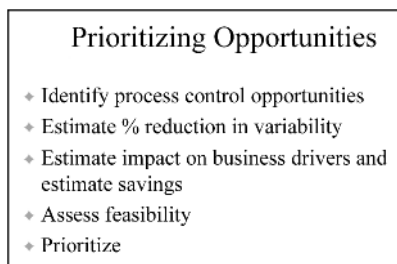 Prioritizing Opportunities
Identify process control opportunities
Estimate % reduction in variability
Estimate impact on business drivers and
estimate savings
Assess feasibility
Prioritize